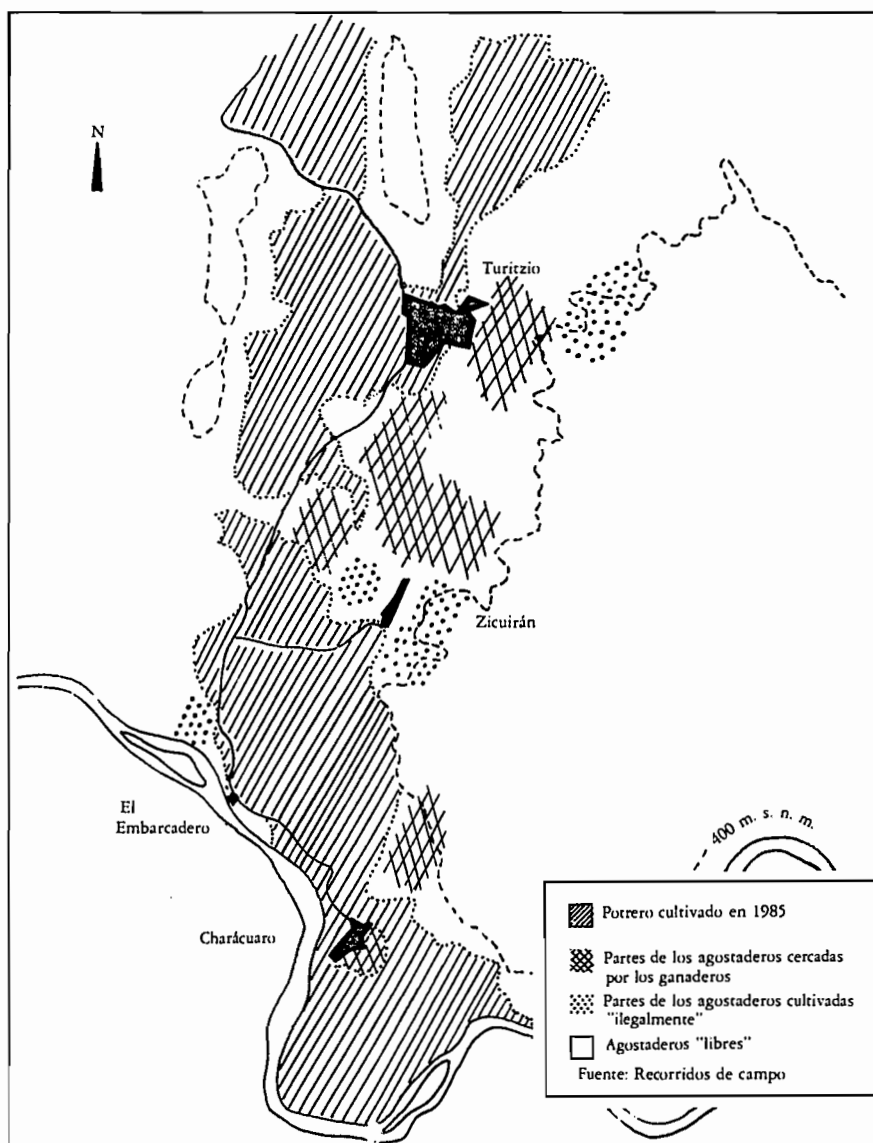 N
Turitzio
Zicuirán
El
Embarcadero
400 m. s. n. m.
Charácuaro
Potrero cultivado en 1985
Partes de los agostaderos cercadas
por los ganaderos
Partes de los agostaderos cultivadas
"ilegalmente"
Agostaderos "libres"
Fuente: Recorridos de campo